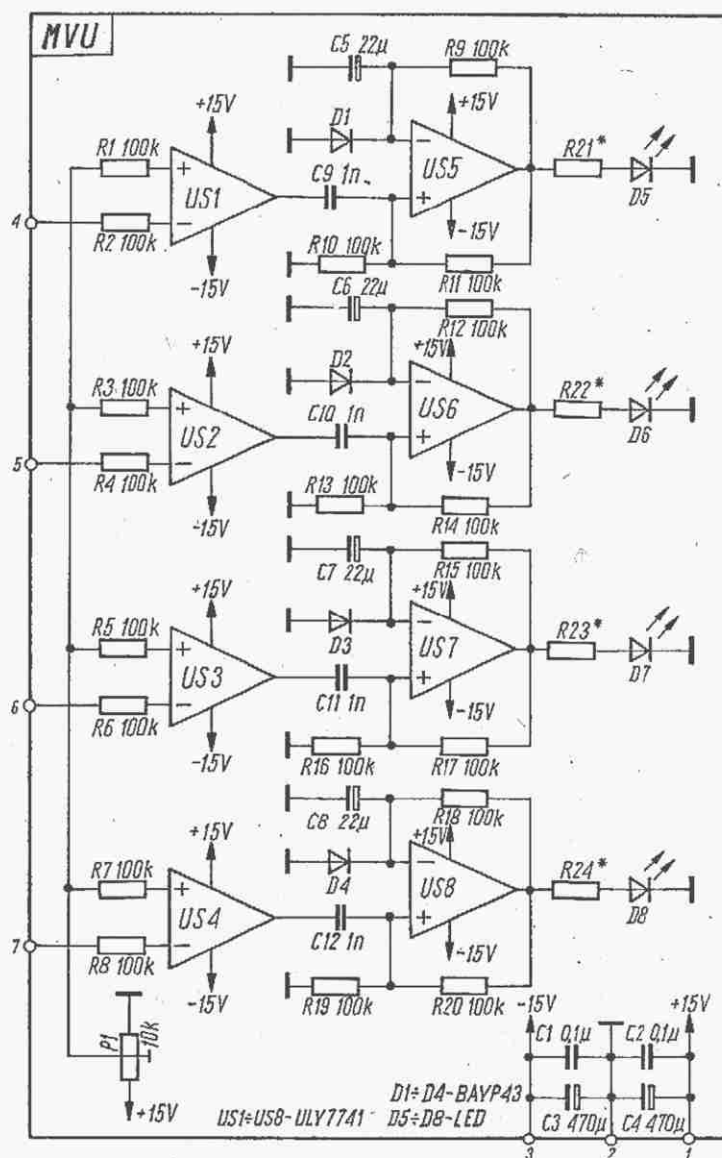 MVU
C5 22µ
R9 100k
+15V
D1
+15V
R1 100k
+
US1
C9 1n
−
US5
+
R21*
D5
4
−
R2 100k
−15V
R10 100k
−15V
R11 100k
C6 22µ
R12 100k
+15V
D2
+15V
R3 100k
+
US2
C10 1n
−
US6
+
R22*
D6
5
−
R4 100k
−15V
R13 100k
−15V
R14 100k
C7 22µ
R15 100k
+15V
D3
+15V
R5 100k
+
US3
C11 1n
−
US7
+
R23*
D7
6
−
R6 100k
−15V
R16 100k
−15V
R17 100k
C8 22µ
R18 100k
+15V
D4
+15V
R7 100k
+
US4
C12 1n
−
US8
+
R24*
D8
7
−
R8 100k
−15V
R19 100k
−15V
R20 100k
P1
10k
+15V
−15V
+15V
C1 0,1µ
C2 0,1µ
D1÷D4-BAYP43
US1÷US8-ULY7741
D5÷D8-LED
C3 470µ
C4 470µ
3
2
1